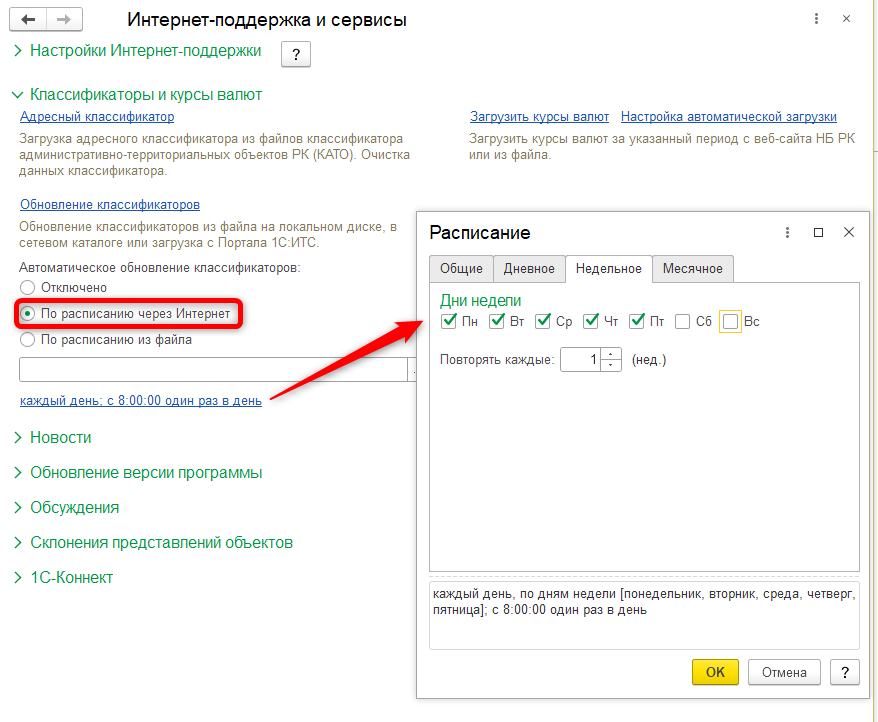 Интернет-поддержка и сервисы
Настройки Интернет-поддержки
?
Классификаторы и курсы валют
Адресный классификатор
Загрузка адресного классификатора из файлов классификатора
административно-территориальных объектов РК (КАТО). Очистка
данных классификатора.
Загрузить курсы валют Настройка автоматической загрузки
Загрузить курсы валют за указанный период с веб-сайта НБ РК
или из файла.
Обновление классификаторов
Обновление классификаторов из файла на локальном диске, в
сетевом каталоге или загрузка с Портала 1С:ИТС.
Автоматическое обновление классификаторов:
Отключено
По расписанию через Интернет
По расписанию из файла
каждый день; с 8:00:00 один раз в день
Новости
Обновление версии программы
Обсуждения
Склонения представлений объектов
1С-Коннект
Расписание
Общие Дневное Недельное Месячное
Дни недели
Пн Вт Ср Чт Пт Сб Вс
Повторять каждые: 1 (нед.)
каждый день, по дням недели [понедельник, вторник, среда, четверг,
пятница]; с 8:00:00 один раз в день
ОК Отмена ?